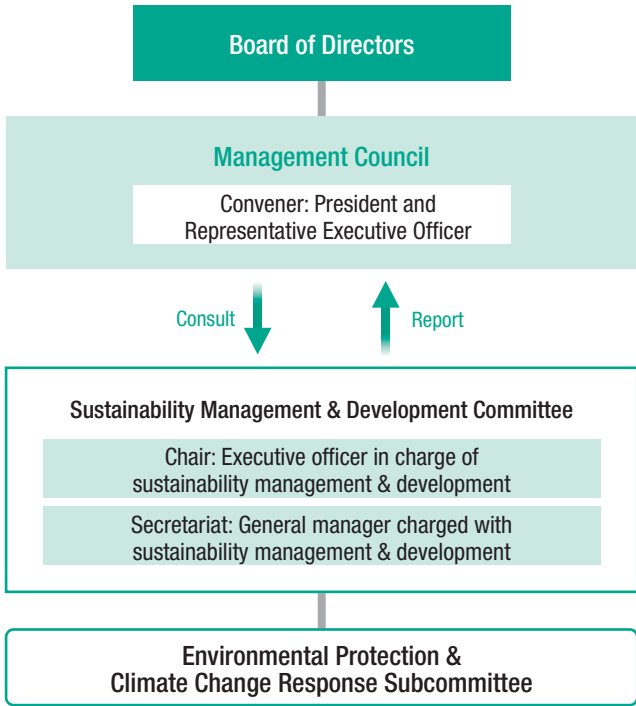 Board of Directors
Management Council
Convener: President and
Representative Executive Officer
Consult
Report
Sustainability Management & Development Committee
Chair: Executive officer in charge of
sustainability management & development
Secretariat: General manager charged with
sustainability management & development
Environmental Protection &
Climate Change Response Subcommittee